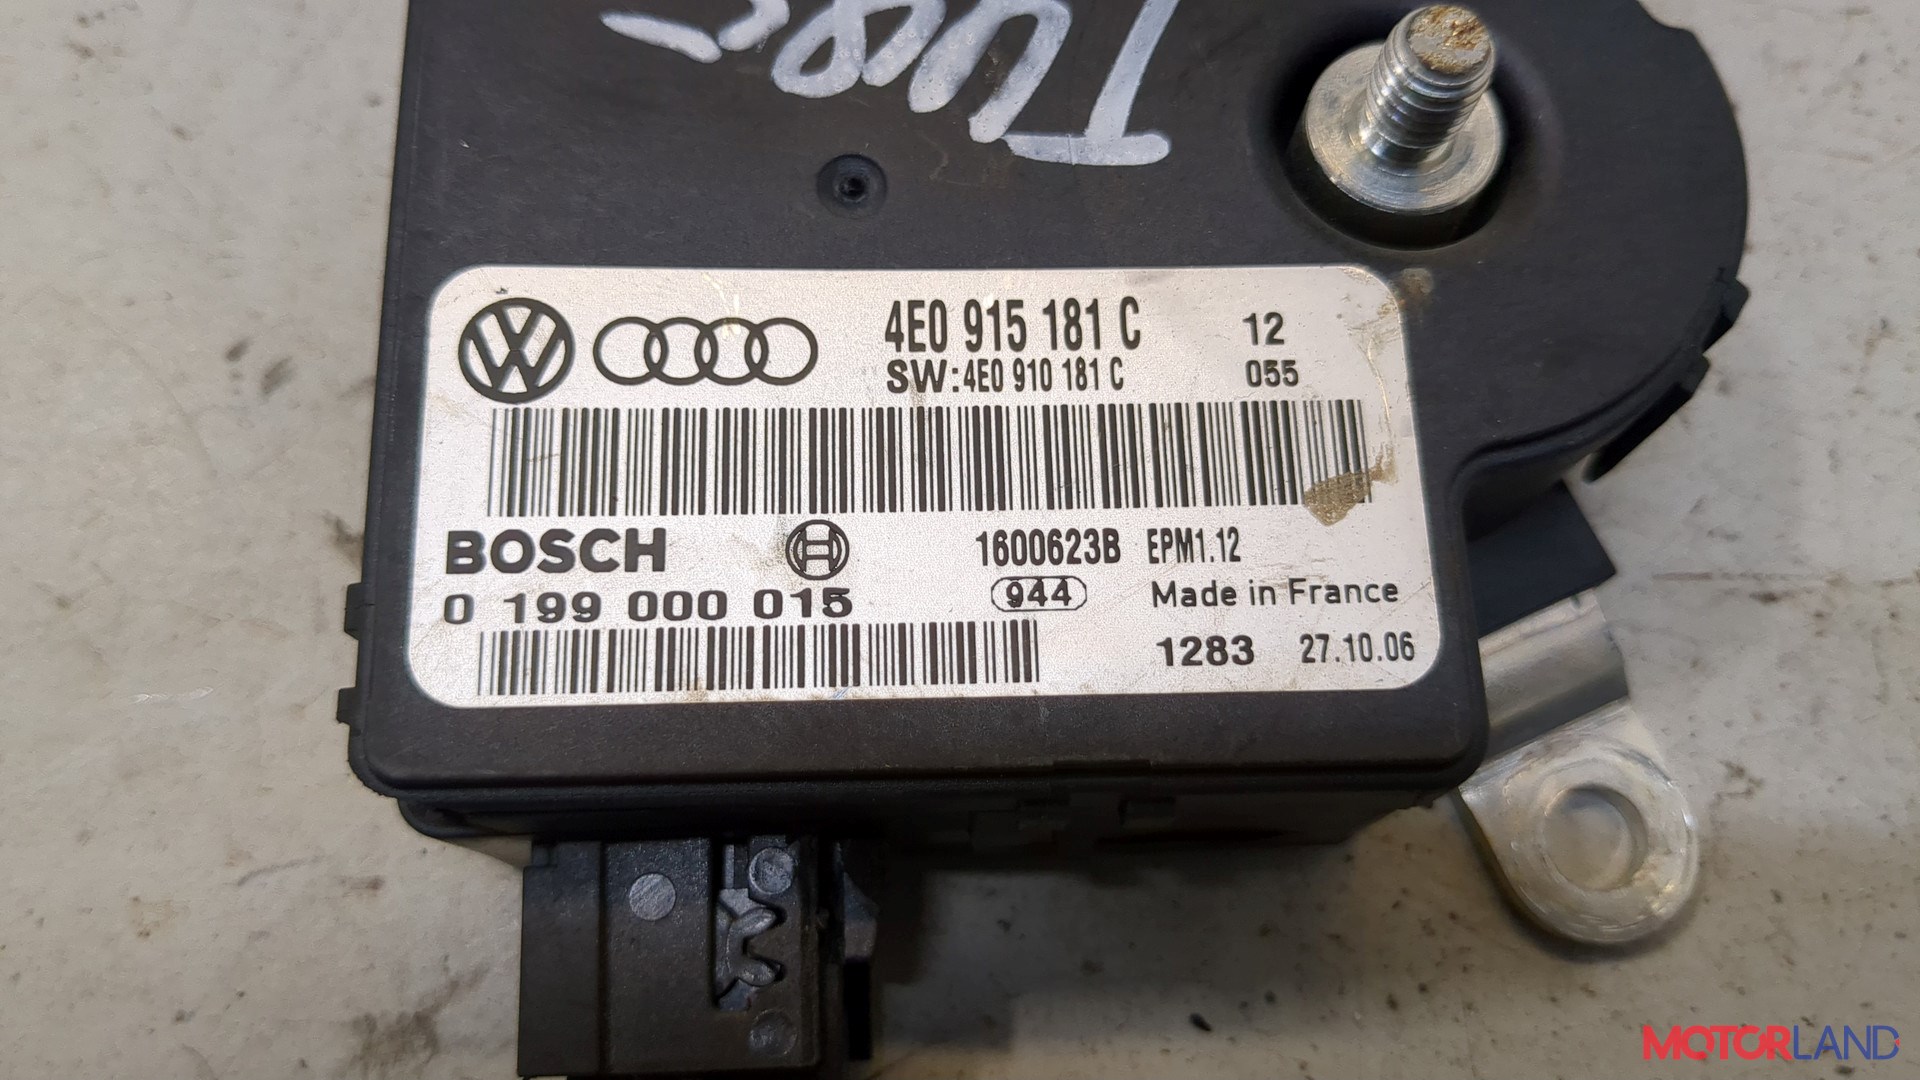 4E0 915 181 C 12
SW:4E0 910 181 C 055
BOSCH 1600623B EPM1.12
0 199 000 015 944 Made in France
1283 27.10.06
MOTORLAND